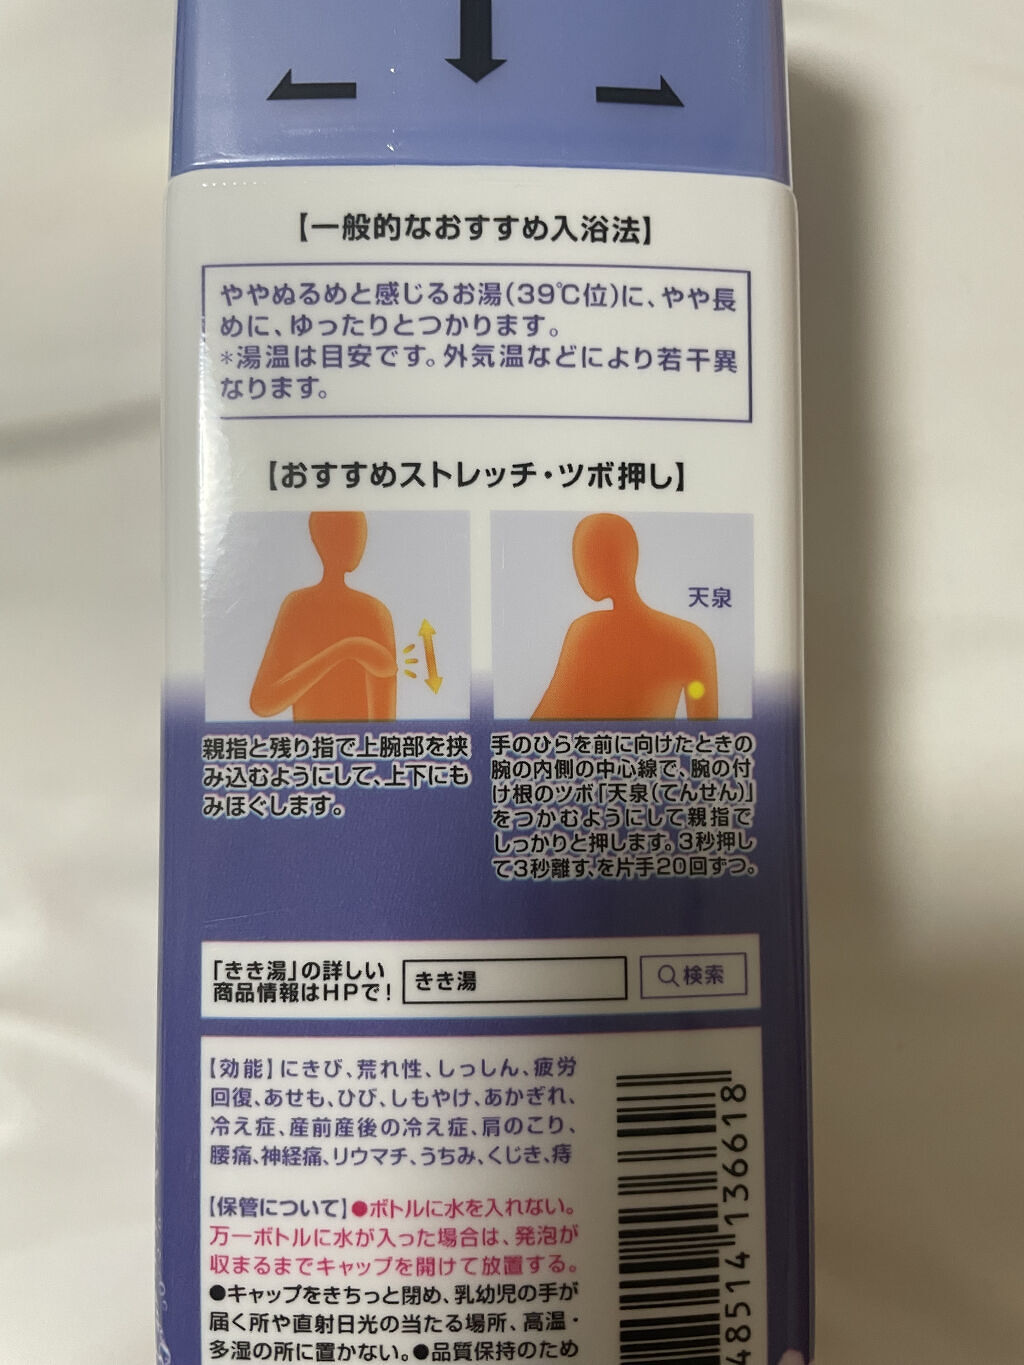 【一般的なおすすめ入浴法】
ややぬるめと感じるお湯(39℃位)に、やや長
めに、ゆったりとつかります。
*湯温は目安です。外気温などにより若干異
なります。
【おすすめストレッチ・ツボ押し】
天泉
親指と残り指で上腕部を挟
み込むようにして、上下にも
みほぐします。
手のひらを前に向けたときの
腕の内側の中心線で、腕の付
け根のツボ「天泉(てんせん)」
をつかむようにして親指で
しっかりと押します。3秒押し
て3秒離す、を片手20回ずつ。
「きき湯」の詳しい
商品情報はHPで!
きき湯
検索
【効能】にきび、荒れ性、しっしん、疲労
回復、あせも、ひび、しもやけ、あかぎれ、
冷え症、産前産後の冷え症、肩のこり、
腰痛、神経痛、リウマチ、うちみ、くじき、痔
【保管について】●ボトルに水を入れない。
万一ボトルに水が入った場合は、発泡が
収まるまでキャップを開けて放置する。
●キャップをきちっと閉め、乳幼児の手が
届く所や直射日光の当たる場所、高温・
多湿の所に置かない。●品質保持のため
48514 136618